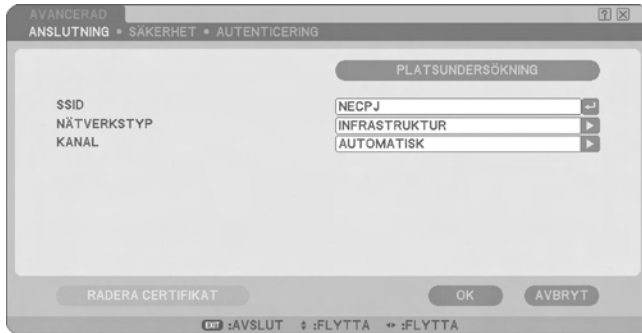 AVANCERAD ? X
ANSLUTNING • SÄKERHET • AUTENTICERING
PLATSUNDERSÖKNING
SSID NECPJ
NÄTVERKSTYP INFRASTRUKTUR
KANAL AUTOMATISK
RADERA CERTIFIKAT OK AVBRYT
EXIT :AVSLUT :FLYTTA :FLYTTA